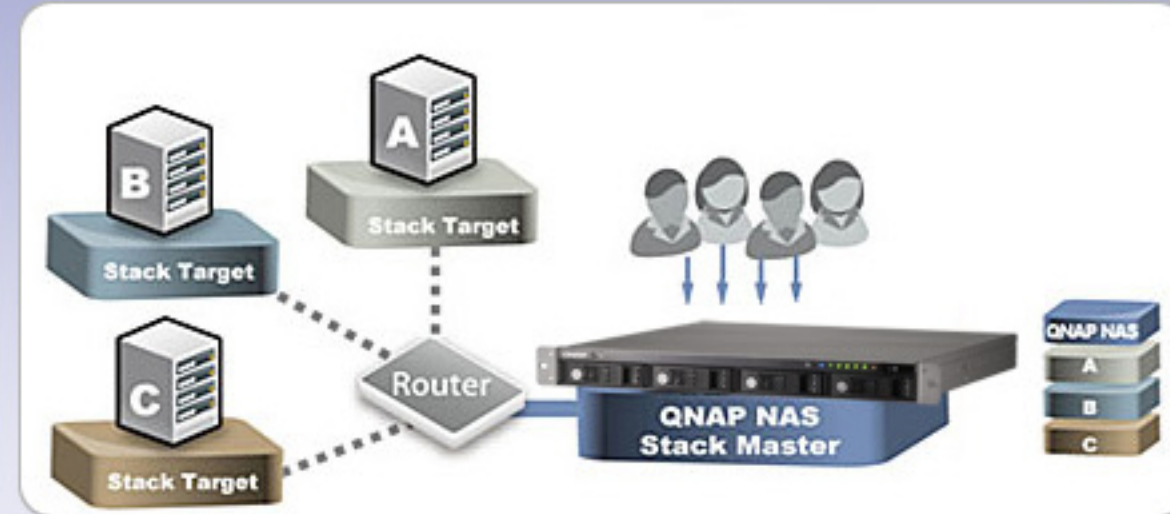 A
Stack Target
B
Stack Target
C
Stack Target
Router
QNAP NAS
Stack Master
QNAP NAS
A
B
C